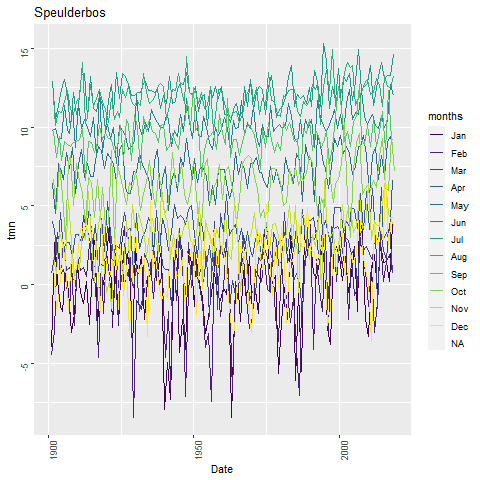 Speulderbos
tmn
15
10
5
0
-5
1900
1950
2000
Date
months
Jan
Feb
Mar
Apr
May
Jun
Jul
Aug
Sep
Oct
Nov
Dec
NA